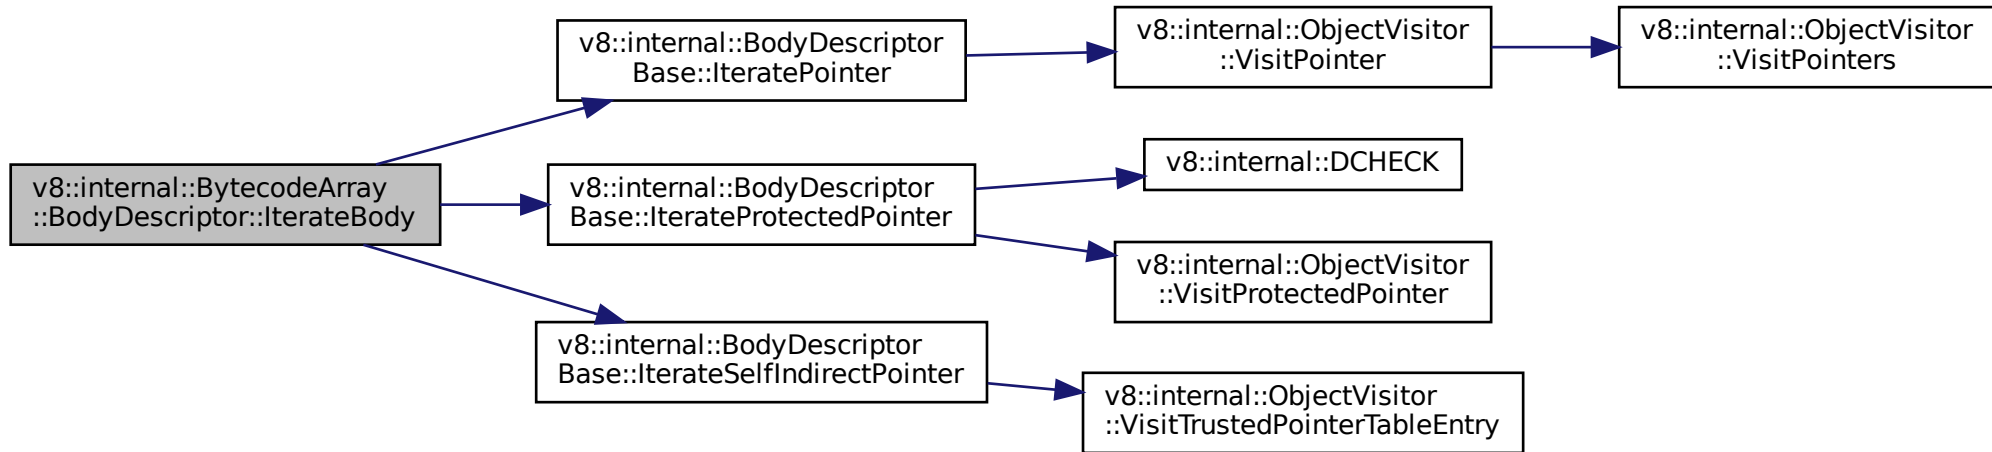 v8::internal::BytecodeArray
::BodyDescriptor::IterateBody
v8::internal::BodyDescriptor
Base::IteratePointer
v8::internal::ObjectVisitor
::VisitPointer
v8::internal::ObjectVisitor
::VisitPointers
v8::internal::BodyDescriptor
Base::IterateProtectedPointer
v8::internal::DCHECK
v8::internal::ObjectVisitor
::VisitProtectedPointer
v8::internal::BodyDescriptor
Base::IterateSelfIndirectPointer
v8::internal::ObjectVisitor
::VisitTrustedPointerTableEntry